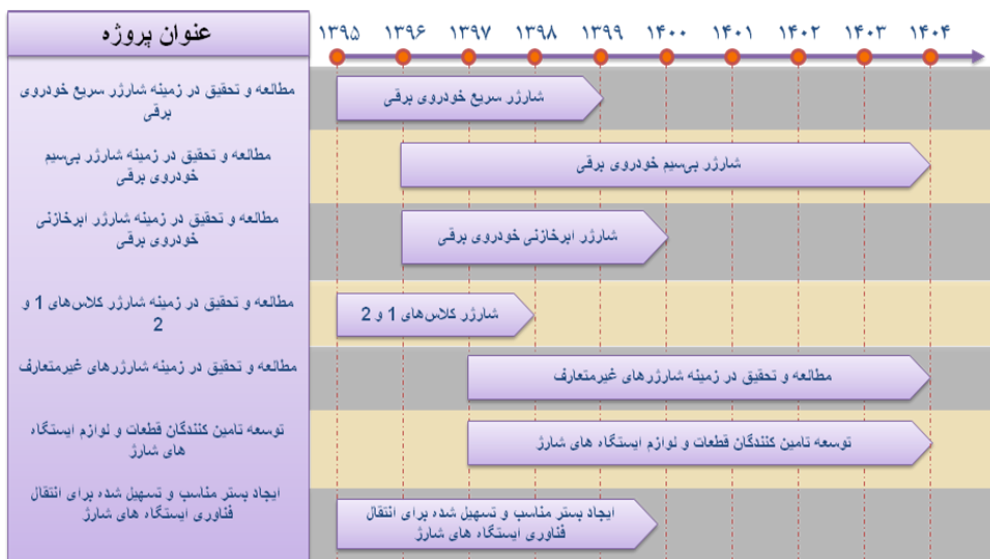 عنوان پروژه
۱۳۹۵ ۱۳۹۶ ۱۳۹۷ ۱۳۹۸ ۱۳۹۹ ۱۴۰۰ ۱۴۰۱ ۱۴۰۲ ۱۴۰۳ ۱۴۰۴
مطالعه و تحقیق در زمینه شارژر سریع خودروی
برقی
شارژر سریع خودروی برقی
مطالعه و تحقیق در زمینه شارژر بی‌سیم
خودروی برقی
شارژر بی‌سیم خودروی برقی
مطالعه و تحقیق در زمینه شارژر ابرخازنی
خودروی برقی
شارژر ابرخازنی خودروی برقی
مطالعه و تحقیق در زمینه شارژر کلاس‌های 1 و
2
شارژر کلاس‌های 1 و 2
مطالعه و تحقیق در زمینه شارژرهای غیرمتعارف
مطالعه و تحقیق در زمینه شارژرهای غیرمتعارف
توسعه تامین کنندگان قطعات و لوازم ایستگاه
های شارژ
توسعه تامین کنندگان قطعات و لوازم ایستگاه های شارژ
ایجاد بستر مناسب و تسهیل شده برای انتقال
فناوری ایستگاه های شارژ
ایجاد بستر مناسب و تسهیل شده برای انتقال
فناوری ایستگاه های شارژ